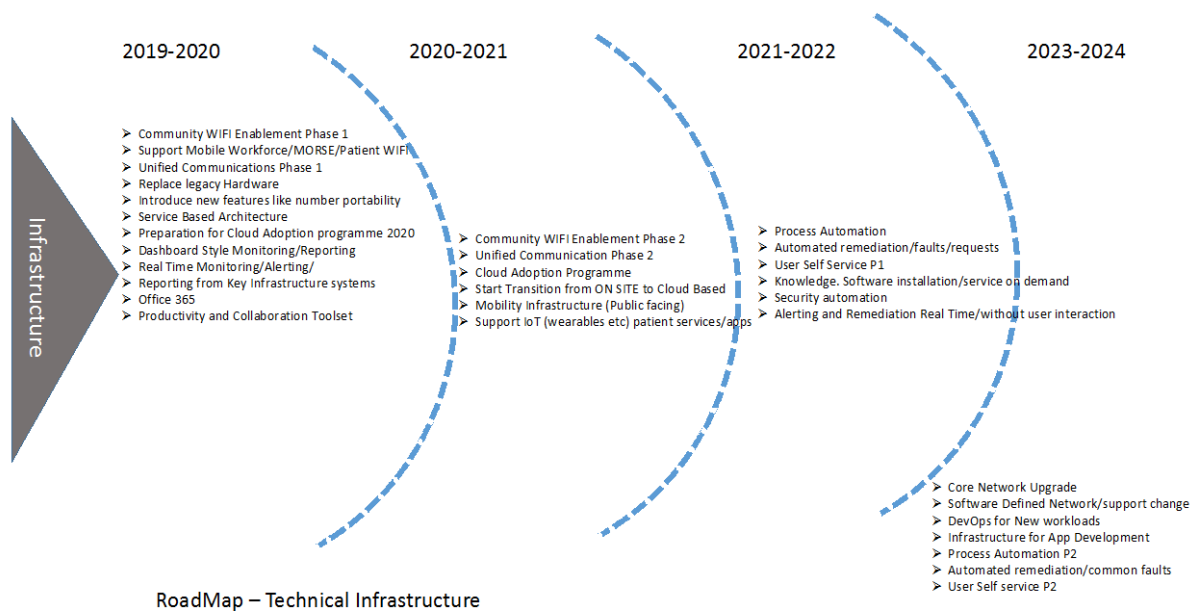 2019-2020
2020-2021
2021-2022
2023-2024
Infrastructure
➢ Community WIFI Enablement Phase 1
➢ Support Mobile Workforce/MORSE/Patient WIFI
➢ Unified Communications Phase 1
➢ Replace legacy Hardware
➢ Introduce new features like number portability
➢ Service Based Architecture
➢ Preparation for Cloud Adoption programme 2020
➢ Dashboard Style Monitoring/Reporting
➢ Real Time Monitoring/Alerting/
➢ Reporting from Key Infrastructure systems
➢ Office 365
➢ Productivity and Collaboration Toolset
➢ Community WIFI Enablement Phase 2
➢ Unified Communication Phase 2
➢ Cloud Adoption Programme
➢ Start Transition from ON SITE to Cloud Based
➢ Mobility Infrastructure (Public facing)
➢ Support IoT (wearables etc) patient services/apps
➢ Process Automation
➢ Automated remediation/faults/requests
➢ User Self Service P1
➢ Knowledge. Software installation/service on demand
➢ Security automation
➢ Alerting and Remediation Real Time/without user interaction
➢ Core Network Upgrade
➢ Software Defined Network/support change
➢ DevOps for New workloads
➢ Infrastructure for App Development
➢ Process Automation P2
➢ Automated remediation/common faults
➢ User Self service P2
RoadMap – Technical Infrastructure